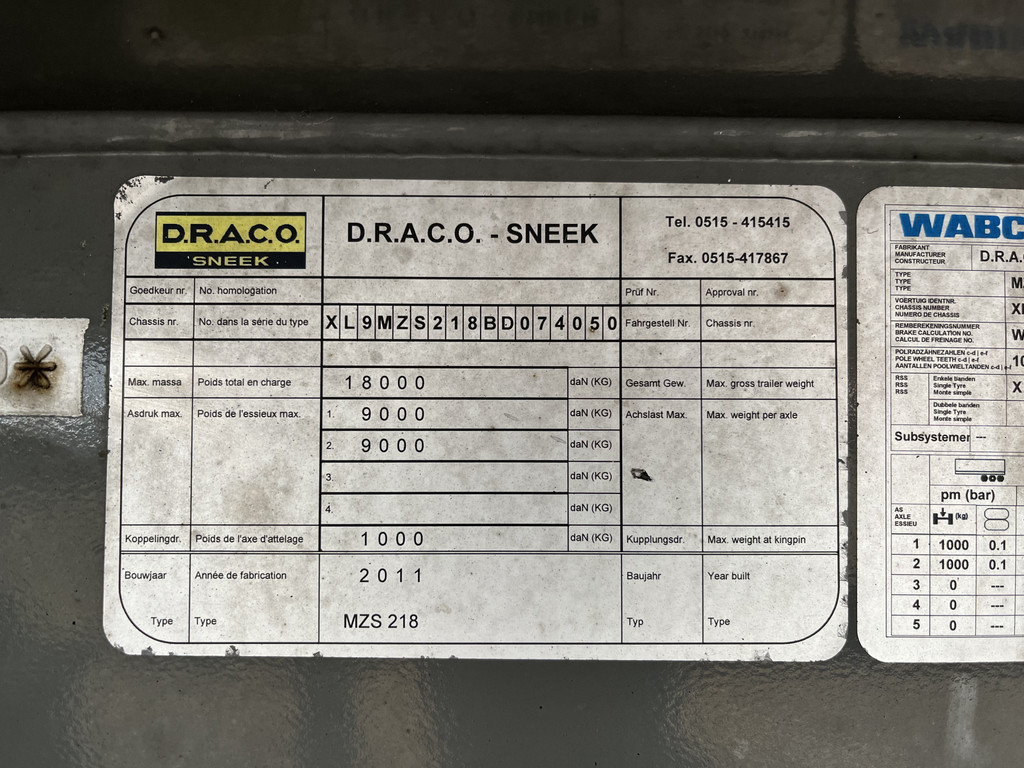 D.R.A.C.O.
SNEEK
D.R.A.C.O. - SNEEK
Tel. 0515 - 415415
Fax. 0515-417867
Goedkeur nr. No. homologation Prüf Nr. Approval nr.
Chassis nr. No. dans la série du type XL9MZS218BD074050 Fahrgestell Nr. Chassis nr.
Max. massa Poids total en charge 18000 daN (KG) Gesamt Gew. Max. gross trailer weight
Asdruk max. Poids de l'essieux max. 1. 9000 daN (KG) Achslast Max. Max. weight per axle
2. 9000 daN (KG)
3. daN (KG)
4. daN (KG)
Koppelingdr. Poids de l'axe d'attelage 1000 daN (KG) Kupplungsdr. Max. weight at kingpin
Bouwjaar Année de fabrication 2011 Baujahr Year built
Type Type MZS 218 Typ Type
WABC
FABRIKANT
MANUFACTURER
CONSTRUCTEUR
D.R.A.
TYPE
TYPE
TYPE
VOERTUIG IDENTNR.
CHASSIS NUMBER
NUMERO DE CHASSIS
REMBEREKENINGSNUMMER
BRAKE CALCULATION NO.
CALCUL DE FREINAGE NO.
W
POLRADZÄHNEZAHLEN c-d | e-f
POLE WHEEL TEETH c-d | e-f
AANTALLEN POOLWIELTANDEN c-d | e-f
10
RSS Enkele banden
RSS Single Tyre
RSS Monte simple
X
Dubbele banden
Single Tyre
Monte simple
Subsystemen ---
pm (bar)
AS
AXLE
ESSIEU
(kg)
1 1000 0.1
2 1000 0.1
3 0 ---
4 0 ---
5 0 ---